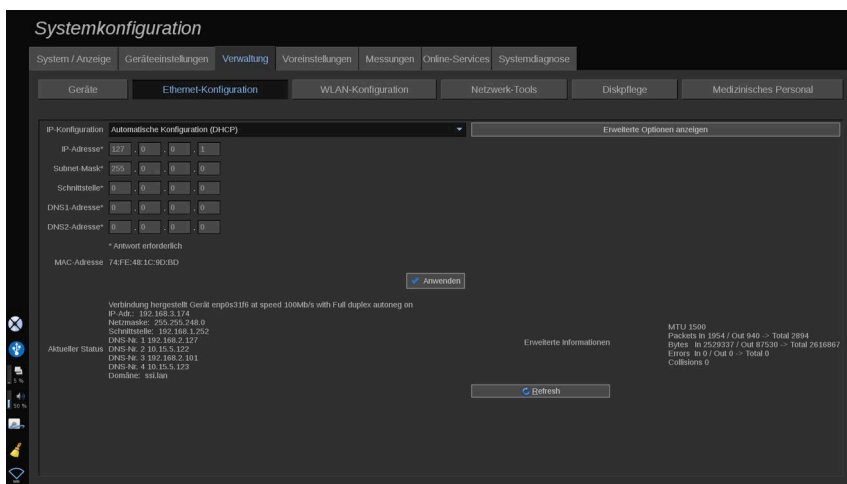 Systemkonfiguration
System / Anzeige Geräteeinstellungen Verwaltung Voreinstellungen Messungen Online-Services Systemdiagnose
Geräte Ethernet-Konfiguration WLAN-Konfiguration Netzwerk-Tools Diskpflege Medizinisches Personal
IP-Konfiguration Automatische Konfiguration (DHCP) Erweiterte Optionen anzeigen
IP-Adresse* 127 . 0 . 0 . 1
Subnet-Mask* 255 . 0 . 0 . 0
Schnittstelle* 0 . 0 . 0 . 0
DNS1-Adresse* 0 . 0 . 0 . 0
DNS2-Adresse* 0 . 0 . 0 . 0
* Antwort erforderlich
MAC-Adresse 74:FE:48:1C:9D:BD
Anwenden
Aktueller Status
Verbindung hergestellt Gerät enp0s31f6 at speed 100Mb/s with Full duplex autoneg on
IP-Adr.: 192.168.3.174
Netzmaske: 255.255.248.0
Schnittstelle: 192.168.1.252
DNS-Nr. 1 192.168.2.127
DNS-Nr. 2 10.15.5.122
DNS-Nr. 3 192.168.2.101
DNS-Nr. 4 10.15.5.123
Domäne: ssi.lan
Erweiterte Informationen
MTU 1500
Packets In 1954 / Out 940 -> Total 2894
Bytes In 2529337 / Out 87530 -> Total 2616867
Errors In 0 / Out 0 -> Total 0
Collisions 0
Refresh
5 %
50 %